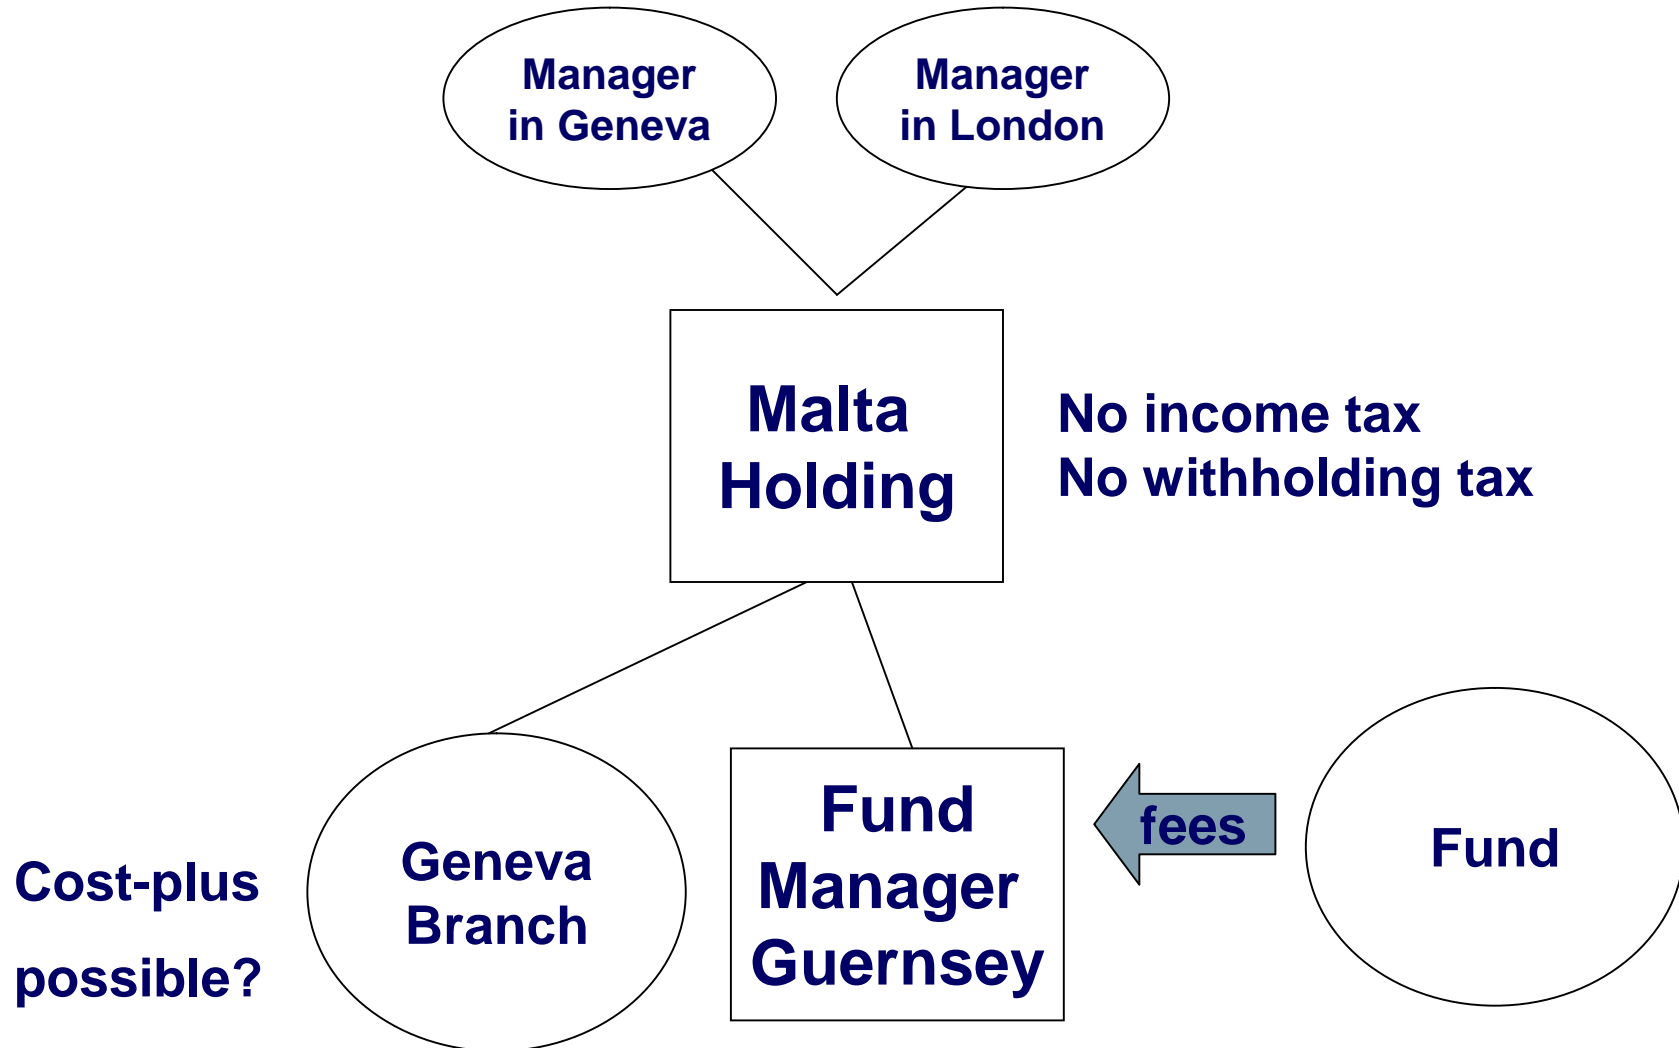 Manager
in Geneva
Manager
in London
Malta
Holding
No income tax
No withholding tax
Cost-plus
possible?
Geneva
Branch
Fund
Manager
Guernsey
fees
Fund